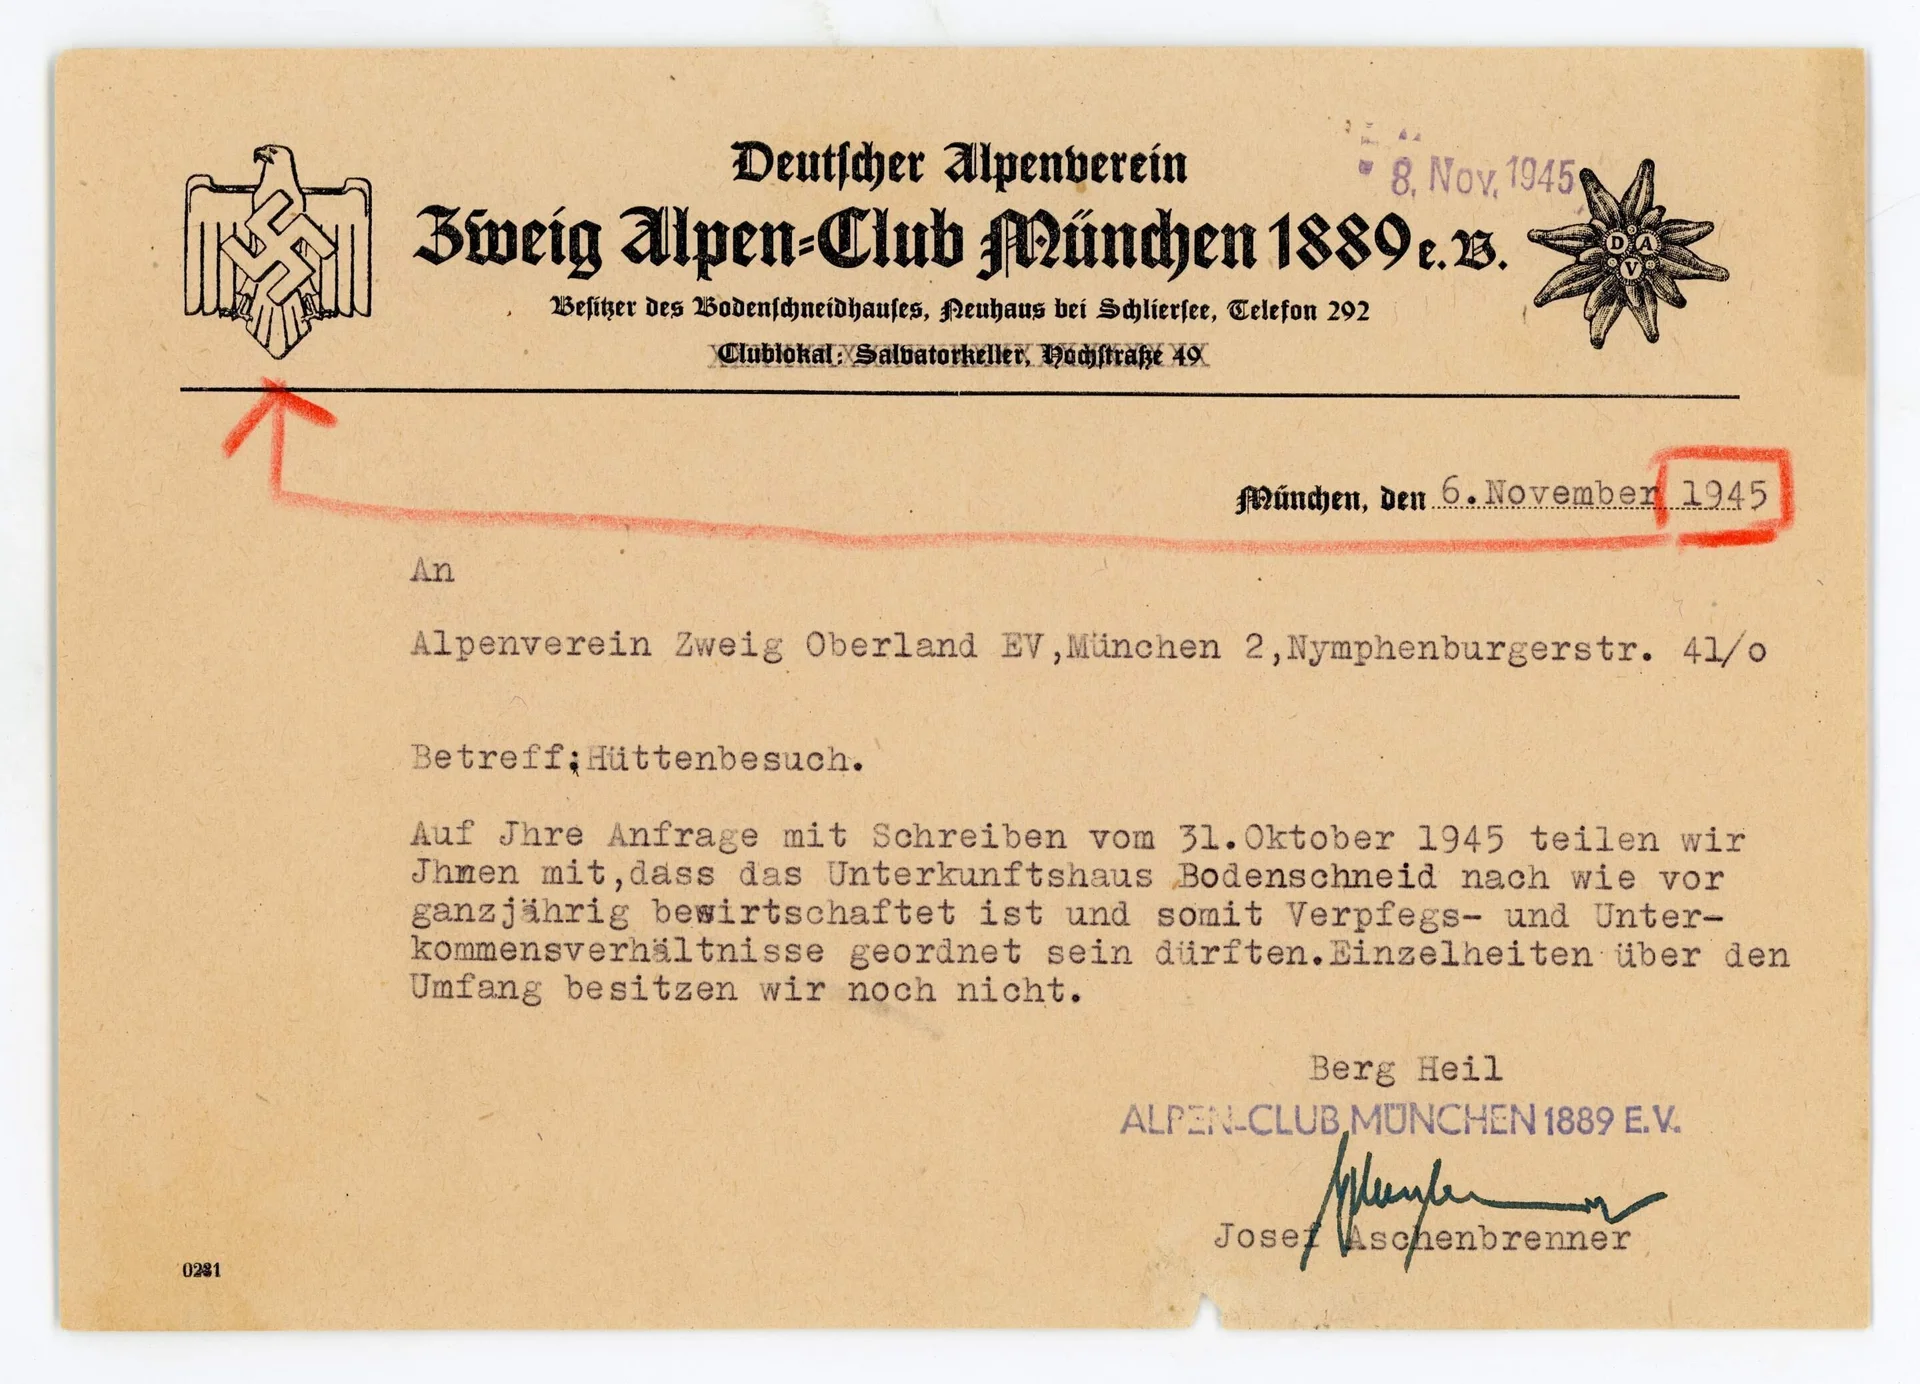 Deutscher Alpenverein
8. Nov. 1945
Zweig Alpen-Club München 1889 e. V.
D A V
Besitzer des Bodenschneidhauses, Neuhaus bei Schliersee, Telefon 292
Clublokal: Salvatorkeller, Hochstraße 49
München, den 6.November 1945
An
Alpenverein Zweig Oberland EV,München 2,Nymphenburgerstr. 41/o
Betreff:Hüttenbesuch.
Auf Jhre Anfrage mit Schreiben vom 31.Oktober 1945 teilen wir
Jhnen mit,dass das Unterkunftshaus Bodenschneid nach wie vor
ganzjährig bewirtschaftet ist und somit Verpfegs- und Unter-
kommensverhältnisse geordnet sein dürften.Einzelheiten über den
Umfang besitzen wir noch nicht.
Berg Heil
ALPEN-CLUB MÜNCHEN 1889 E.V.
Josef Aschenbrenner